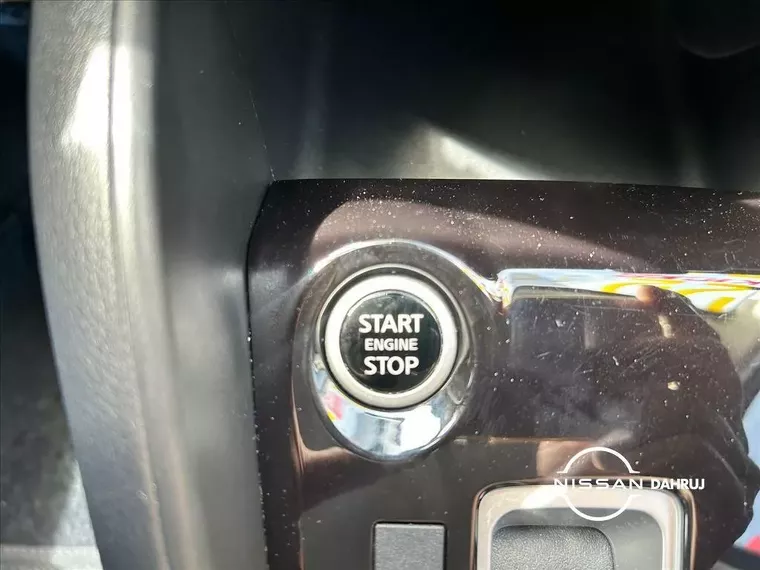 START
ENGINE
STOP
NISSAN DAHRUJ